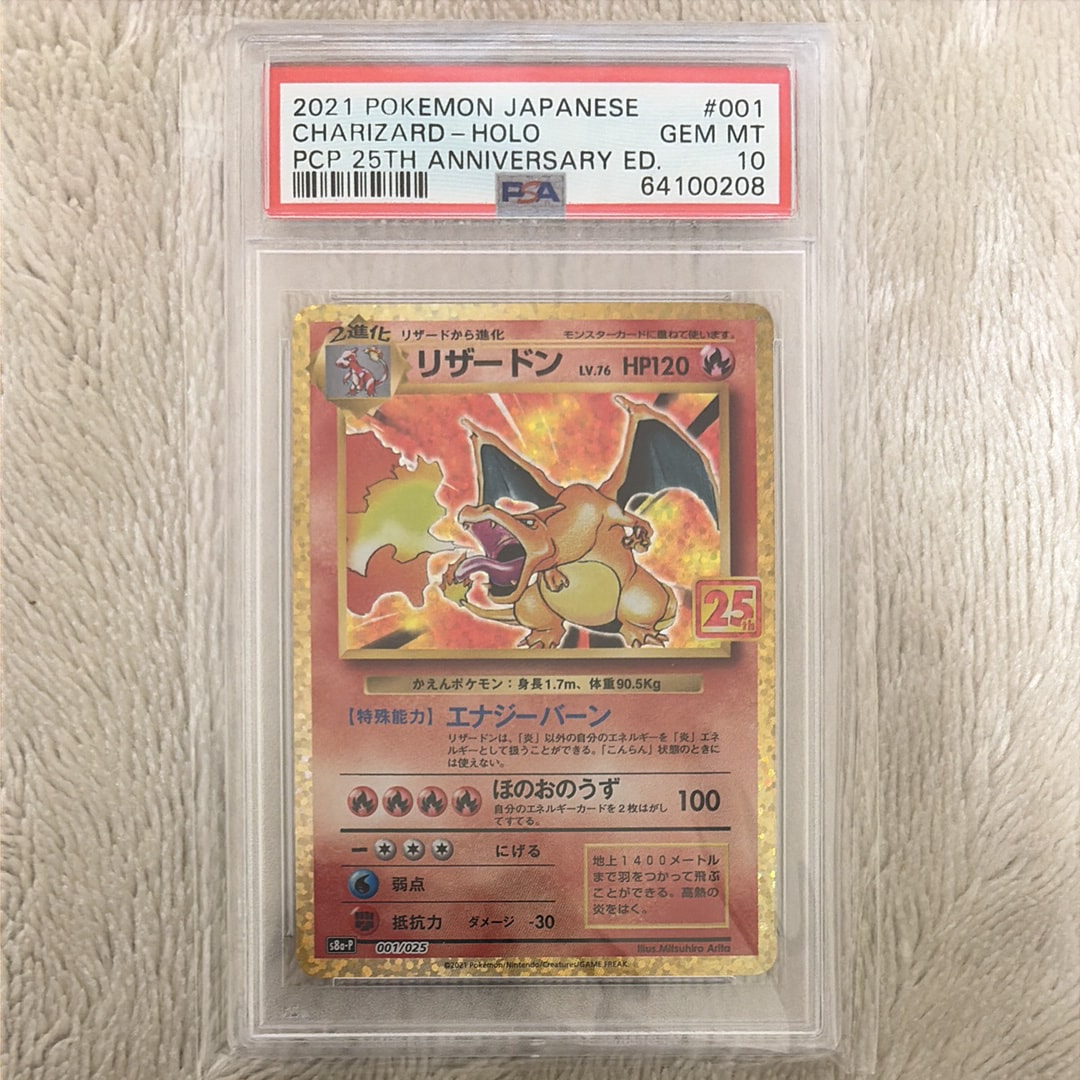 2021 POKEMON JAPANESE #001
CHARIZARD-HOLO GEM MT
PCP 25TH ANNIVERSARY ED. 10
PSA 64100208
2進化 リザードから進化 モンスターカードに重ねて使います。
リザードン LV.76 HP120
25th
かえんポケモン：身長1.7m、体重90.5Kg
【特殊能力】エナジーバーン
リザードンは、「炎」以外の自分のエネルギーを「炎」エネ
ルギーとして扱うことができる。「こんらん」状態のときに
は使えない。
ほのおのうず 100
自分のエネルギーカードを２枚はがし
てすてる。
ー にげる
弱点
抵抗力 ダメージ -30
地上１４００メートル
まで羽をつかって飛ぶ
ことができる。高熱の
炎をはく。
s8a-P 001/025 Illus.Mitsuhiro Arita
©2021 Pokémon/Nintendo/Creatures/GAME FREAK.